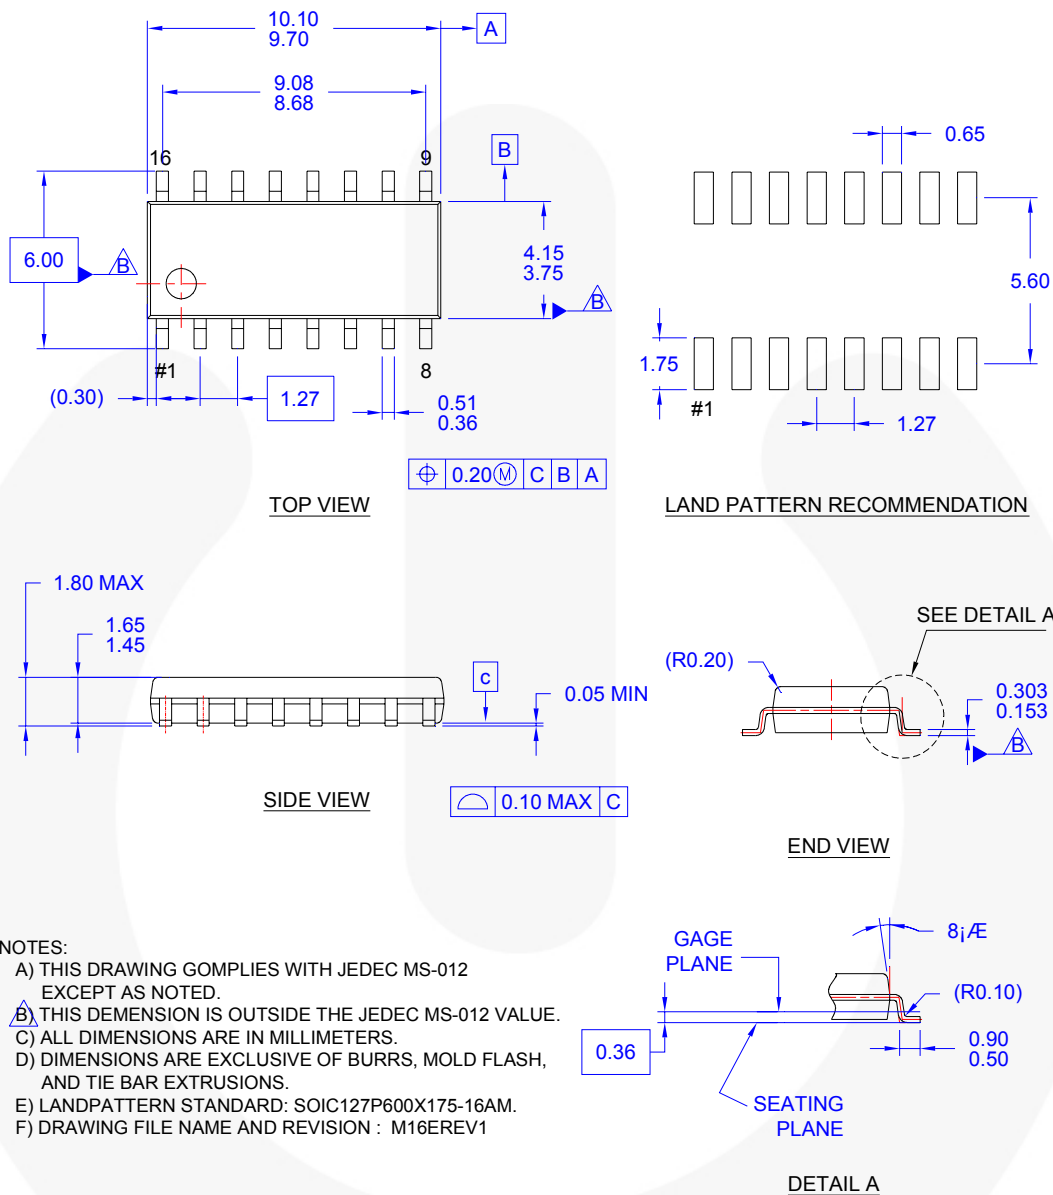 10.10
9.70
A
9.08
8.68
16
9
B
6.00
B
4.15
3.75
B
#1
8
(0.30)
1.27
0.51
0.36
0.20Ⓜ C B A
TOP VIEW
0.65
5.60
1.75
#1
1.27
LAND PATTERN RECOMMENDATION
1.80 MAX
1.65
1.45
c
0.05 MIN
SIDE VIEW
0.10 MAX C
SEE DETAIL A
(R0.20)
0.303
0.153
B
END VIEW
NOTES:
A) THIS DRAWING GOMPLIES WITH JEDEC MS-012
EXCEPT AS NOTED.
B) THIS DEMENSION IS OUTSIDE THE JEDEC MS-012 VALUE.
C) ALL DIMENSIONS ARE IN MILLIMETERS.
D) DIMENSIONS ARE EXCLUSIVE OF BURRS, MOLD FLASH,
AND TIE BAR EXTRUSIONS.
E) LANDPATTERN STANDARD: SOIC127P600X175-16AM.
F) DRAWING FILE NAME AND REVISION : M16EREV1
GAGE
PLANE
8¡Æ
(R0.10)
0.36
0.90
0.50
SEATING
PLANE
DETAIL A